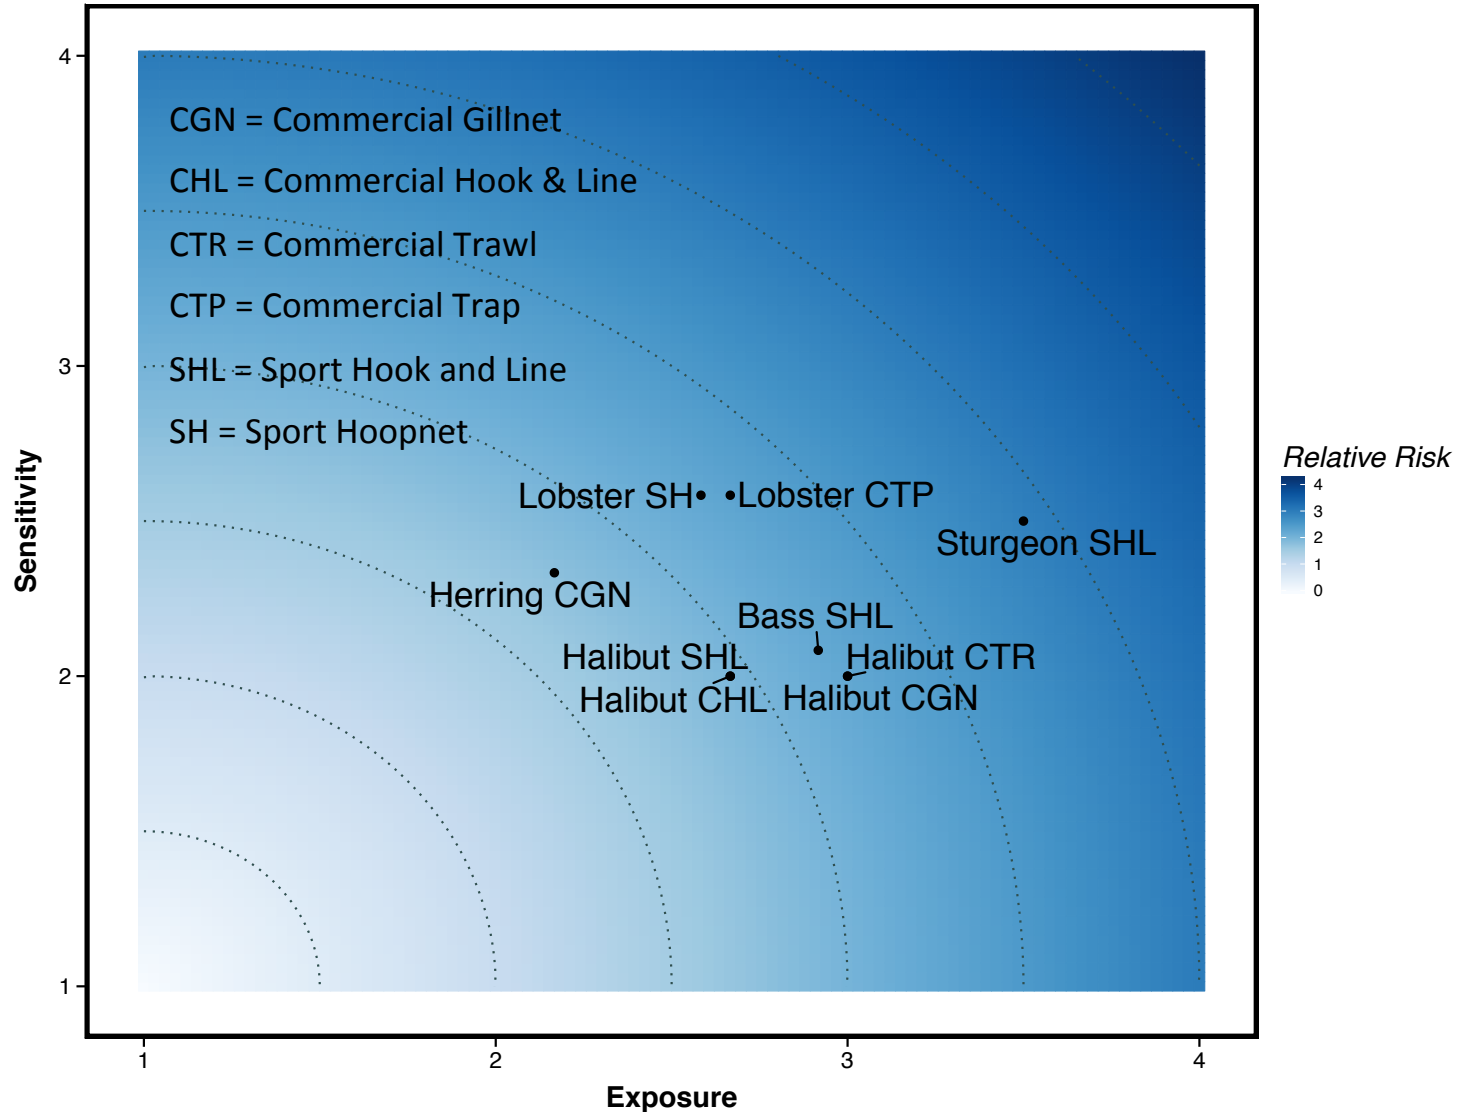 4
CGN = Commercial Gillnet
CHL = Commercial Hook & Line
CTR = Commercial Trawl
CTP = Commercial Trap
3
SHL = Sport Hook and Line
SH = Sport Hoopnet
Sensitivity
Lobster SH
Lobster CTP
Sturgeon SHL
Herring CGN
Bass SHL
Halibut SHL
Halibut CTR
2
Halibut CHL
Halibut CGN
1
1 2 3 4
Exposure
Relative Risk
4
3
2
1
0